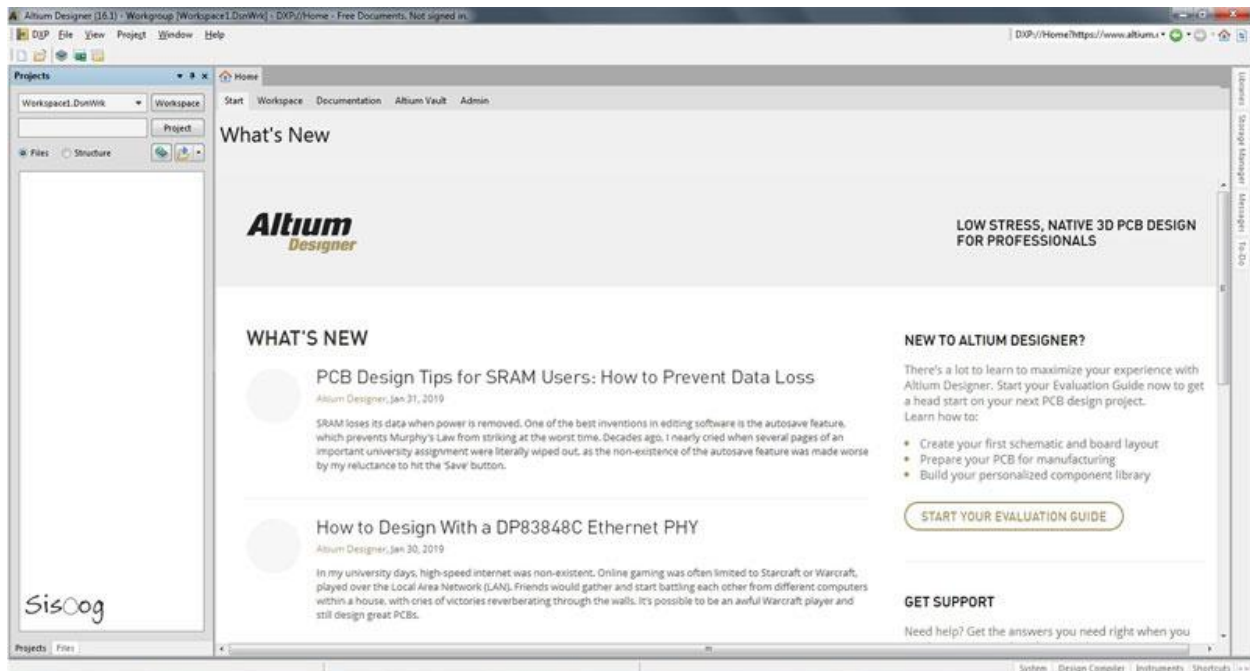 Altium Designer (16.1) - Workgroup [Workspace1.DsnWrk] - DXP://Home - Free Documents. Not signed in.
DXP File View Project Window Help
DXP://Home?https://www.altium.c
Projects
Home
Workspace1.DsnWrk Workspace
Project
Files Structure
Start Workspace Documentation Altium Vault Admin
What's New
Altium
Designer
LOW STRESS, NATIVE 3D PCB DESIGN
FOR PROFESSIONALS
WHAT'S NEW
PCB Design Tips for SRAM Users: How to Prevent Data Loss
Altium Designer, Jan 31, 2019
SRAM loses its data when power is removed. One of the best inventions in editing software is the autosave feature,
which prevents Murphy's Law from striking at the worst time. Decades ago, I nearly cried when several pages of an
important university assignment were literally wiped out, as the non-existence of the autosave feature was made worse
by my reluctance to hit the 'Save' button.
How to Design With a DP83848C Ethernet PHY
Altium Designer, Jan 30, 2019
In my university days, high-speed internet was non-existent. Online gaming was often limited to Starcraft or Warcraft,
played over the Local Area Network (LAN). Friends would gather and start battling each other from different computers
within a house, with cries of victories reverberating through the walls. It's possible to be an awful Warcraft player and
still design great PCBs.
NEW TO ALTIUM DESIGNER?
There's a lot to learn to maximize your experience with
Altium Designer. Start your Evaluation Guide now to get
a head start on your next PCB design project.
Learn how to:
Create your first schematic and board layout
Prepare your PCB for manufacturing
Build your personalized component library
START YOUR EVALUATION GUIDE
GET SUPPORT
Need help? Get the answers you need right when you
Libraries
Storage Manager
Messages
To-Do
Sisoog
Projects Files
System Design Compiler Instruments Shortcuts >>